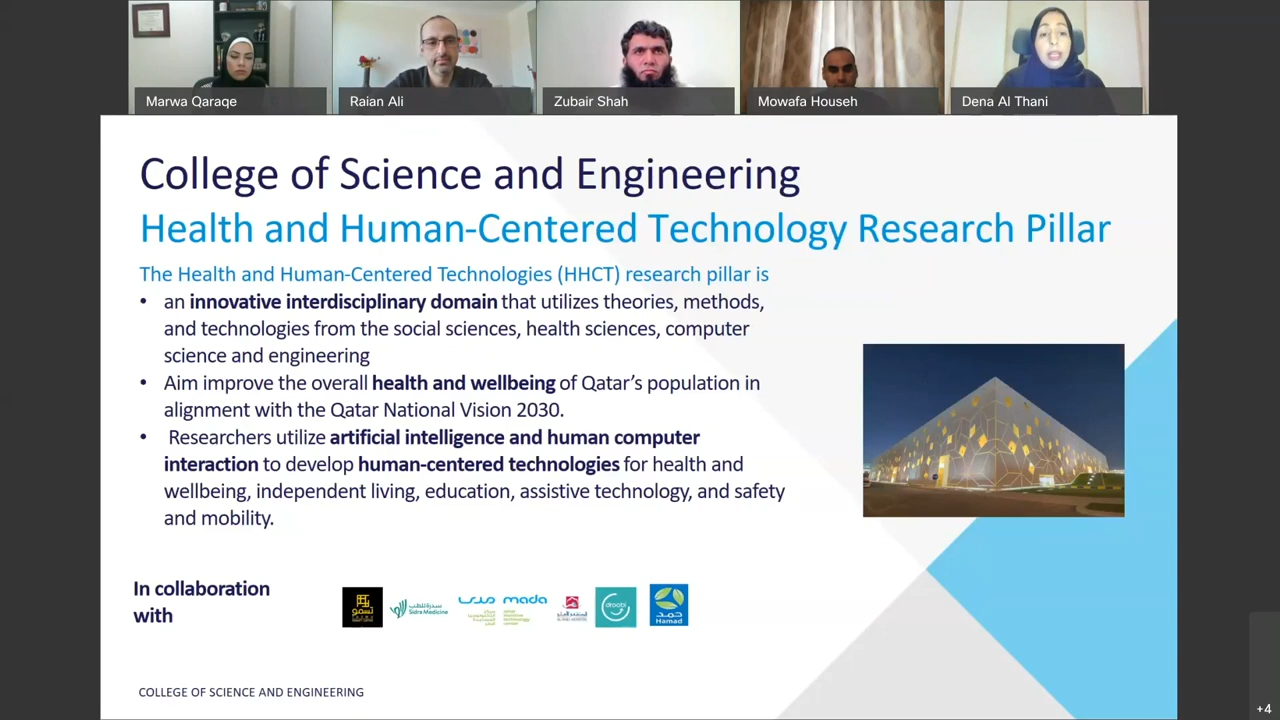 Marwa Qaraqe
Raian Ali
Zubair Shah
Mowafa Househ
Dena Al Thani
College of Science and Engineering
Health and Human-Centered Technology Research Pillar
The Health and Human-Centered Technologies (HHCT) research pillar is
• an innovative interdisciplinary domain that utilizes theories, methods,
and technologies from the social sciences, health sciences, computer
science and engineering
• Aim improve the overall health and wellbeing of Qatar’s population in
alignment with the Qatar National Vision 2030.
• Researchers utilize artificial intelligence and human computer
interaction to develop human-centered technologies for health and
wellbeing, independent living, education, assistive technology, and safety
and mobility.
In collaboration
with
سدرة للطب
Sidra Medicine
مدى
mada
droobi
حمد
Hamad
COLLEGE OF SCIENCE AND ENGINEERING
+4